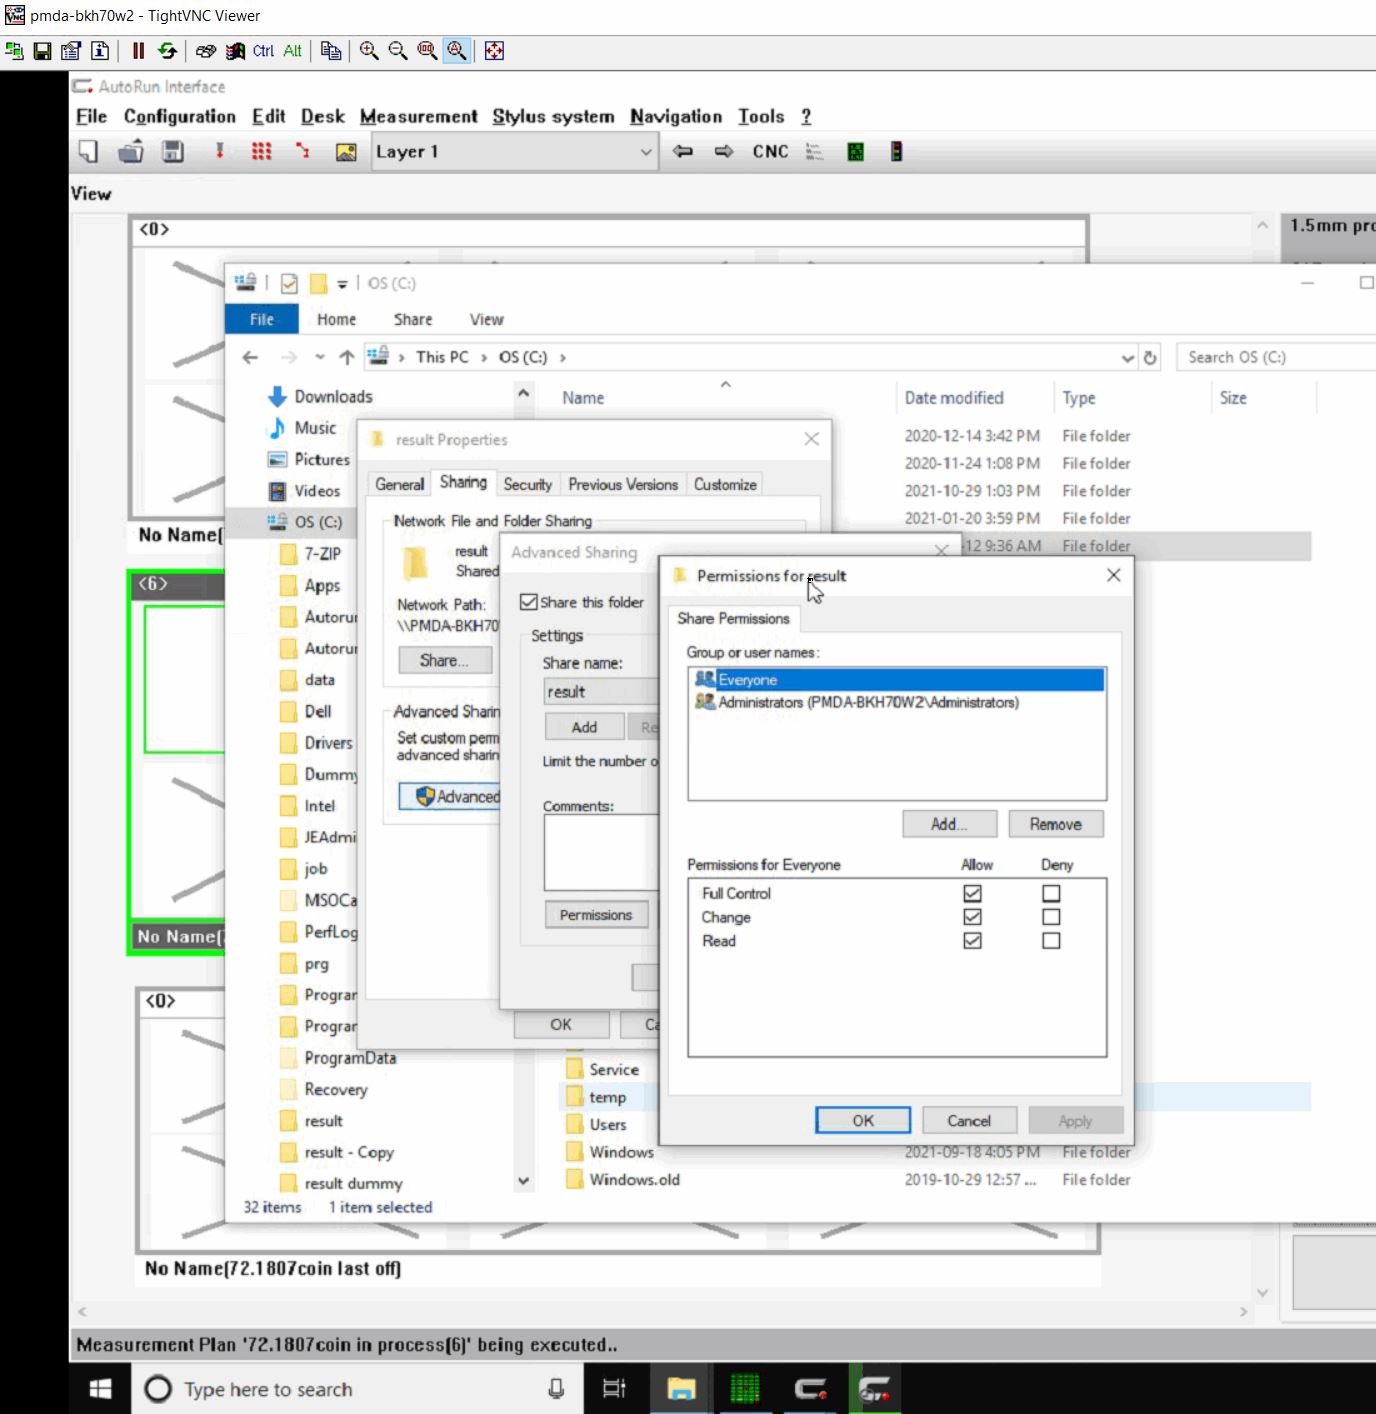 pmda-bkh70w2 - TightVNC Viewer
Ctrl Alt
AutoRun Interface
File Configuration Edit Desk Measurement Stylus system Navigation Tools ?
Layer 1 CNC
View
<0>
1.5mm
OS (C:)
File Home Share View
This PC › OS (C:) ›
Search OS (C:)
Downloads
Music
Pictures
Videos
OS (C:)
7-ZIP
Apps
Autorun
Autorun
data
Dell
Drivers
Dummy
Intel
JEAdmi
job
MSOCa
PerfLog
prg
Program
Program
ProgramData
Recovery
result
result - Copy
result dummy
32 items 1 item selected
Name Date modified Type Size
2020-12-14 3:42 PM File folder
2020-11-24 1:08 PM File folder
2021-10-29 1:03 PM File folder
2021-01-20 3:59 PM File folder
-12 9:36 AM File folder
Service
temp
Users
Windows 2021-09-18 4:05 PM File folder
Windows.old 2019-10-29 12:57 ... File folder
result Properties
General Sharing Security Previous Versions Customize
Network File and Folder Sharing
result
Shared
Network Path:
\\PMDA-BKH70
Share...
Advanced Sharin
Set custom perm
advanced sharin
Advanced
OK Ca
Advanced Sharing
Share this folder
Settings
Share name:
result
Add Re
Limit the number o
Comments:
Permissions
Permissions for result
Share Permissions
Group or user names:
Everyone
Administrators (PMDA-BKH70W2\Administrators)
Add... Remove
Permissions for Everyone Allow Deny
Full Control
Change
Read
OK Cancel Apply
No Name[
<6>
No Name[
<0>
No Name[72.1807coin last off]
Measurement Plan '72.1807coin in process(6)' being executed..
Type here to search